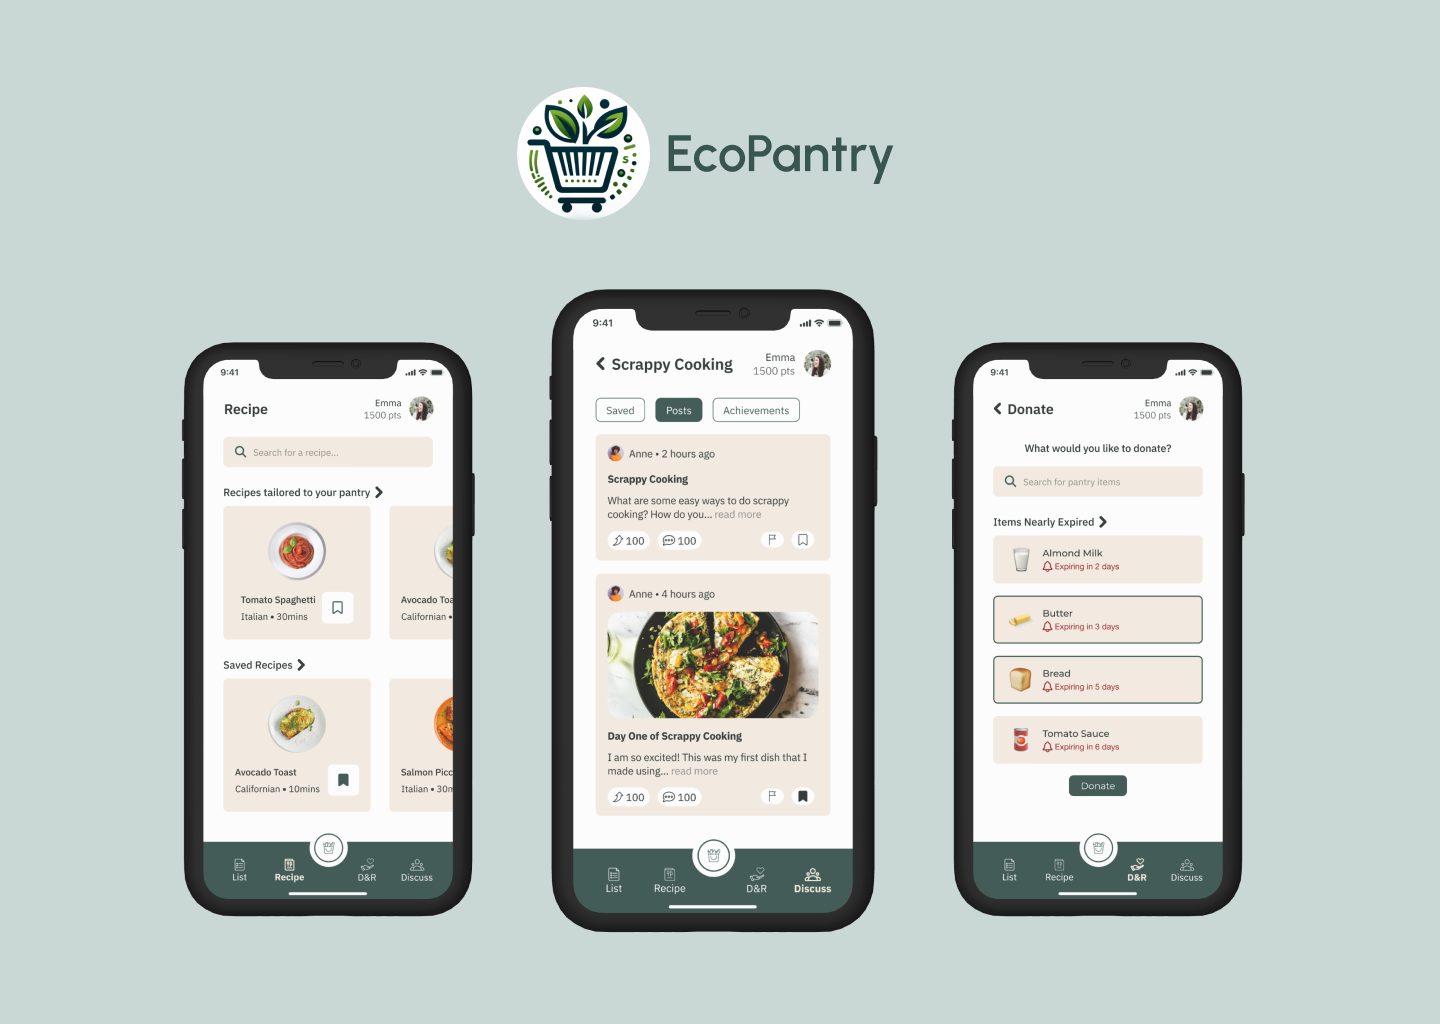 EcoPantry
9:41
Recipe
Emma
1500 pts
Search for a recipe...
Recipes tailored to your pantry
Tomato Spaghetti
Italian • 30mins
Avocado Toa
Californian •
Saved Recipes
Avocado Toast
Californian • 10mins
Salmon Picc
Italian • 30m
List
Recipe
D&R
Discuss
9:41
Scrappy Cooking
Emma
1500 pts
Saved
Posts
Achievements
Anne • 2 hours ago
Scrappy Cooking
What are some easy ways to do scrappy
cooking? How do you... read more
100
100
Anne • 4 hours ago
Day One of Scrappy Cooking
I am so excited! This was my first dish that I
made using... read more
100
100
List
Recipe
D&R
Discuss
9:41
Donate
Emma
1500 pts
What would you like to donate?
Search for pantry items
Items Nearly Expired
Almond Milk
Expiring in 2 days
Butter
Expiring in 3 days
Bread
Expiring in 5 days
Tomato Sauce
Expiring in 6 days
Donate
List
Recipe
D&R
Discuss